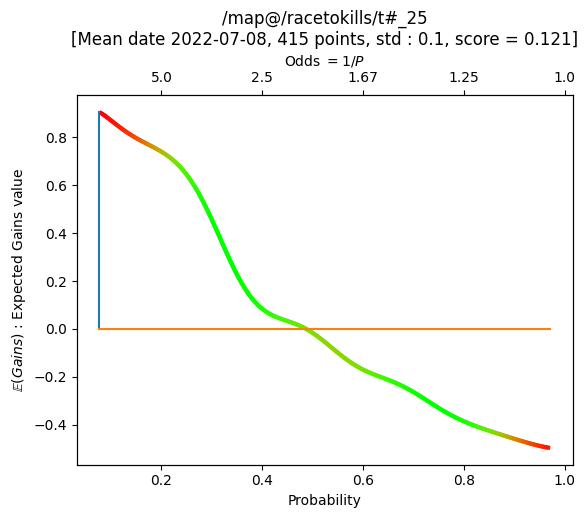 /map@/racetokills/t#_25
[Mean date 2022-07-08, 415 points, std : 0.1, score = 0.121]
Odds = 1/P
5.0 2.5 1.67 1.25 1.0
𝔼(Gains) : Expected Gains value
0.8
0.6
0.4
0.2
0.0
−0.2
−0.4
0.2 0.4 0.6 0.8 1.0
Probability